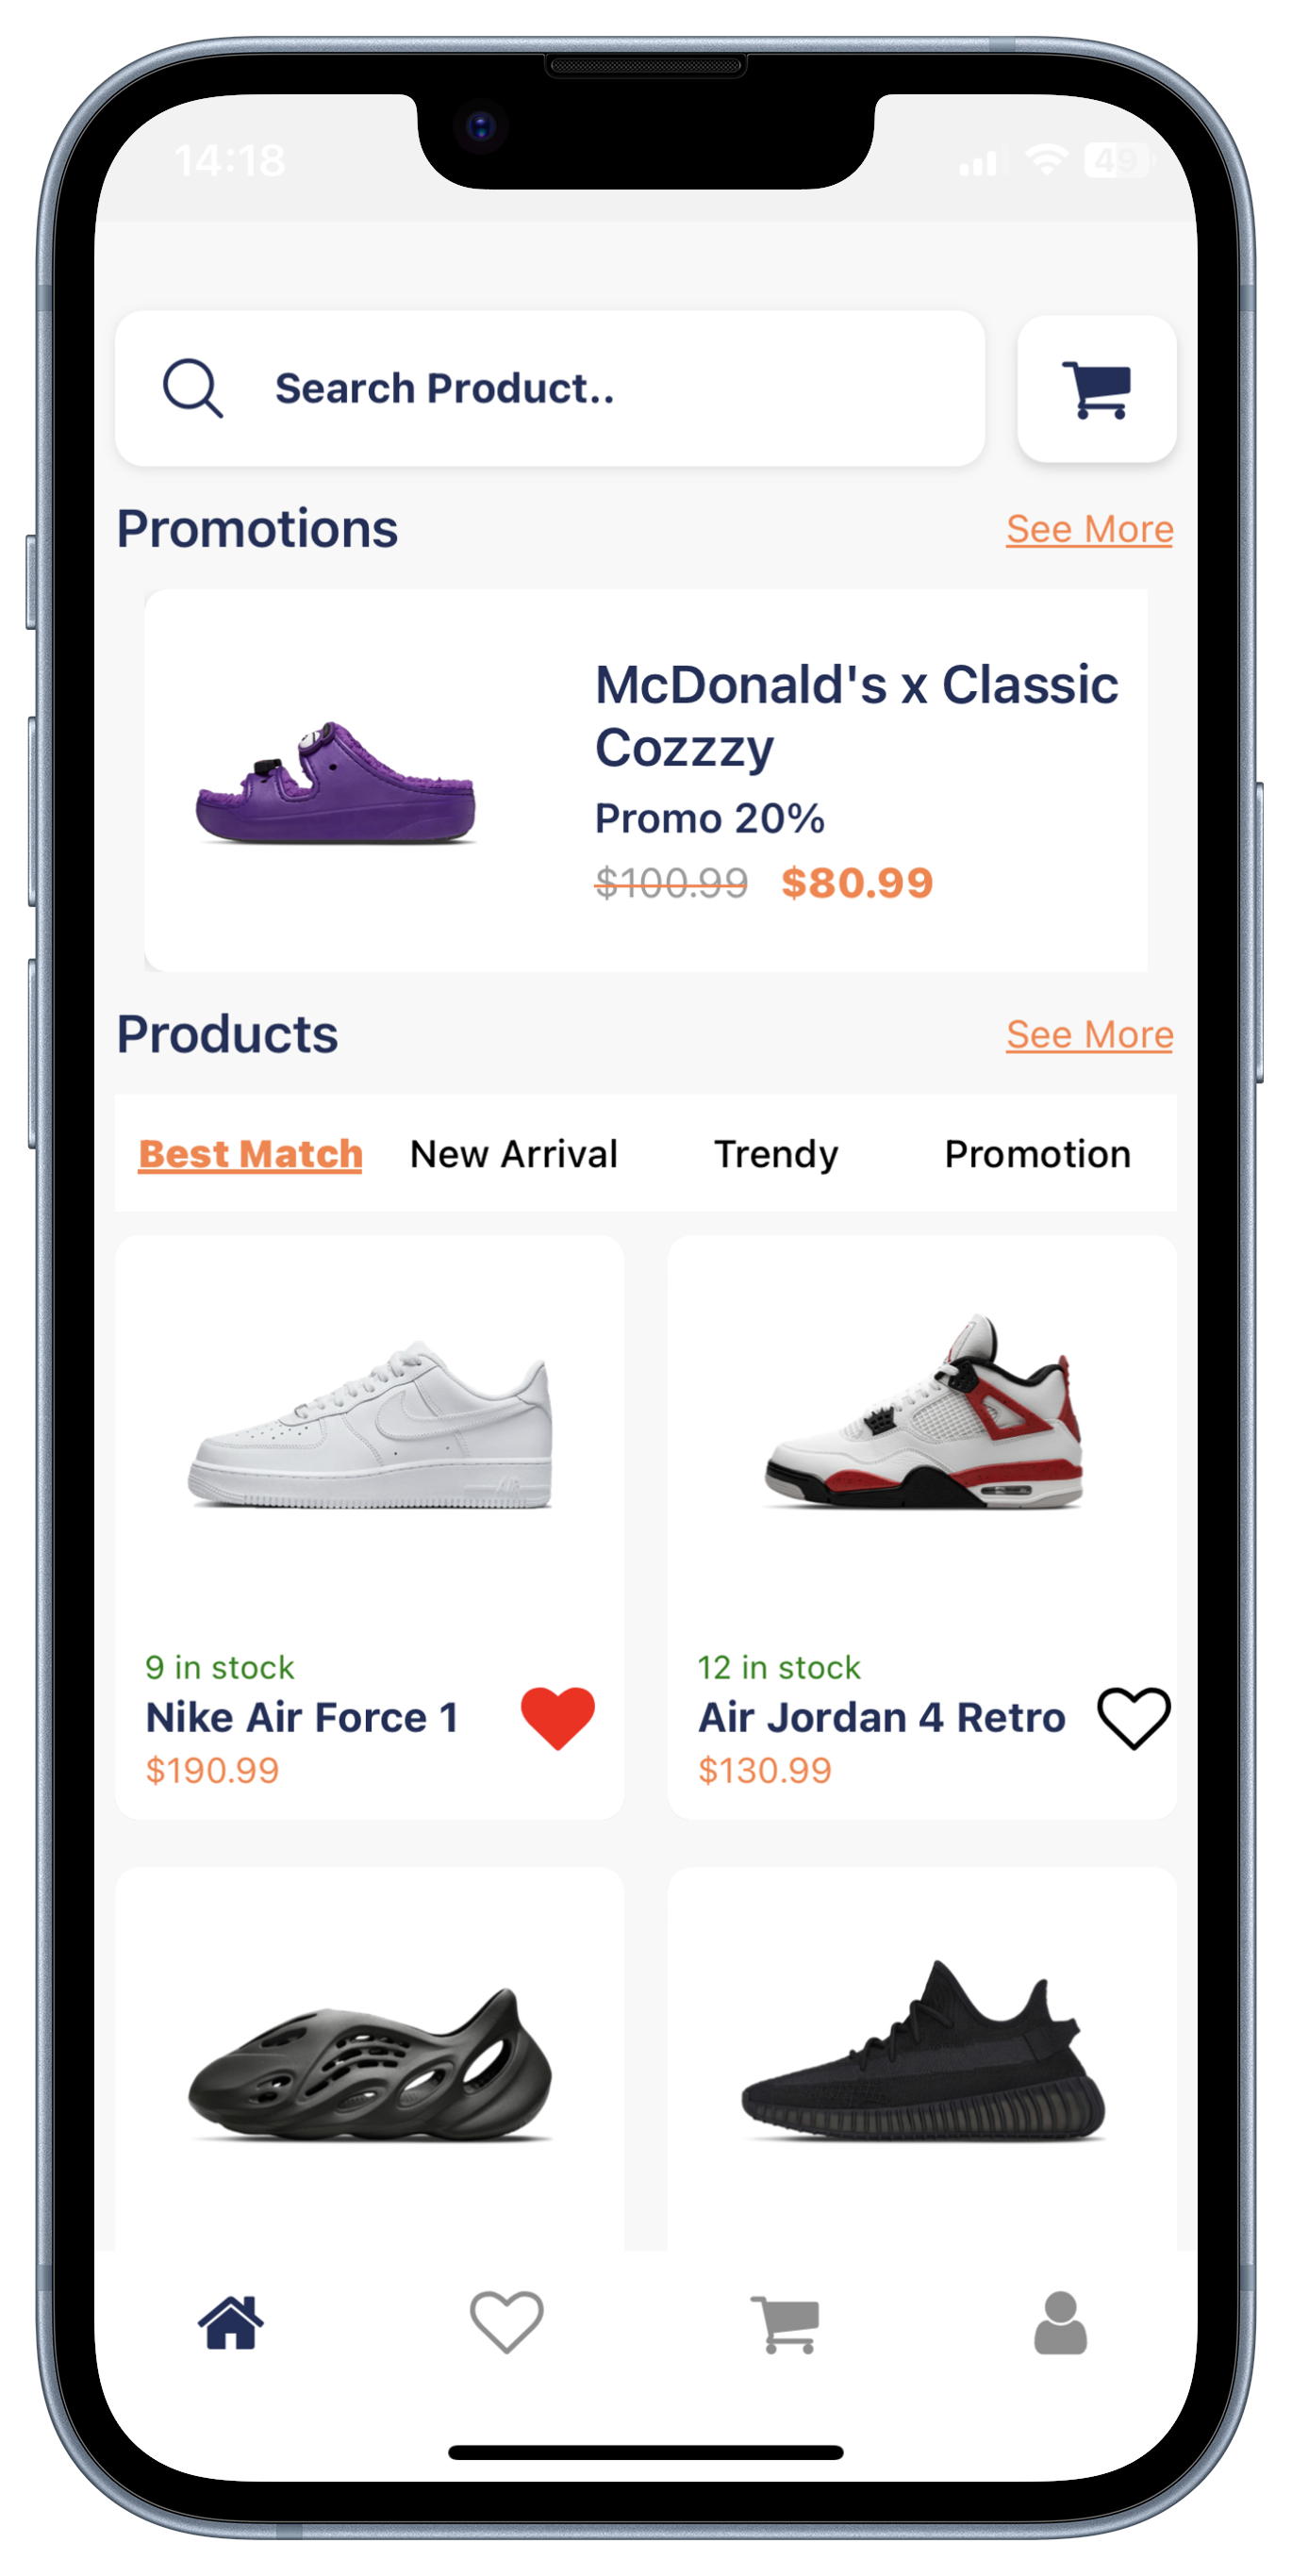 14:18
49
Search Product..
Promotions
See More
McDonald's x Classic
Cozzzy
Promo 20%
$100.99 $80.99
Products
See More
Best Match New Arrival Trendy Promotion
9 in stock
Nike Air Force 1
$190.99
12 in stock
Air Jordan 4 Retro
$130.99